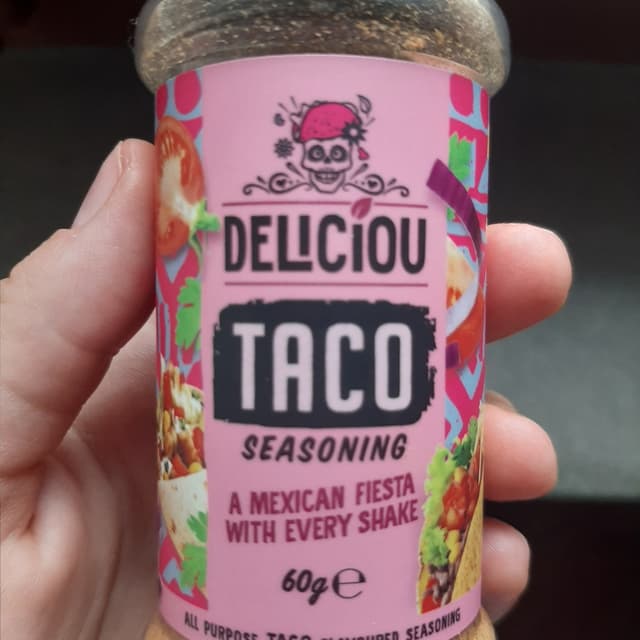 DELICIOU
TACO
SEASONING
A MEXICAN FIESTA
WITH EVERY SHAKE
60g℮
ALL PURPOSE TACO FLAVOURED SEASONING